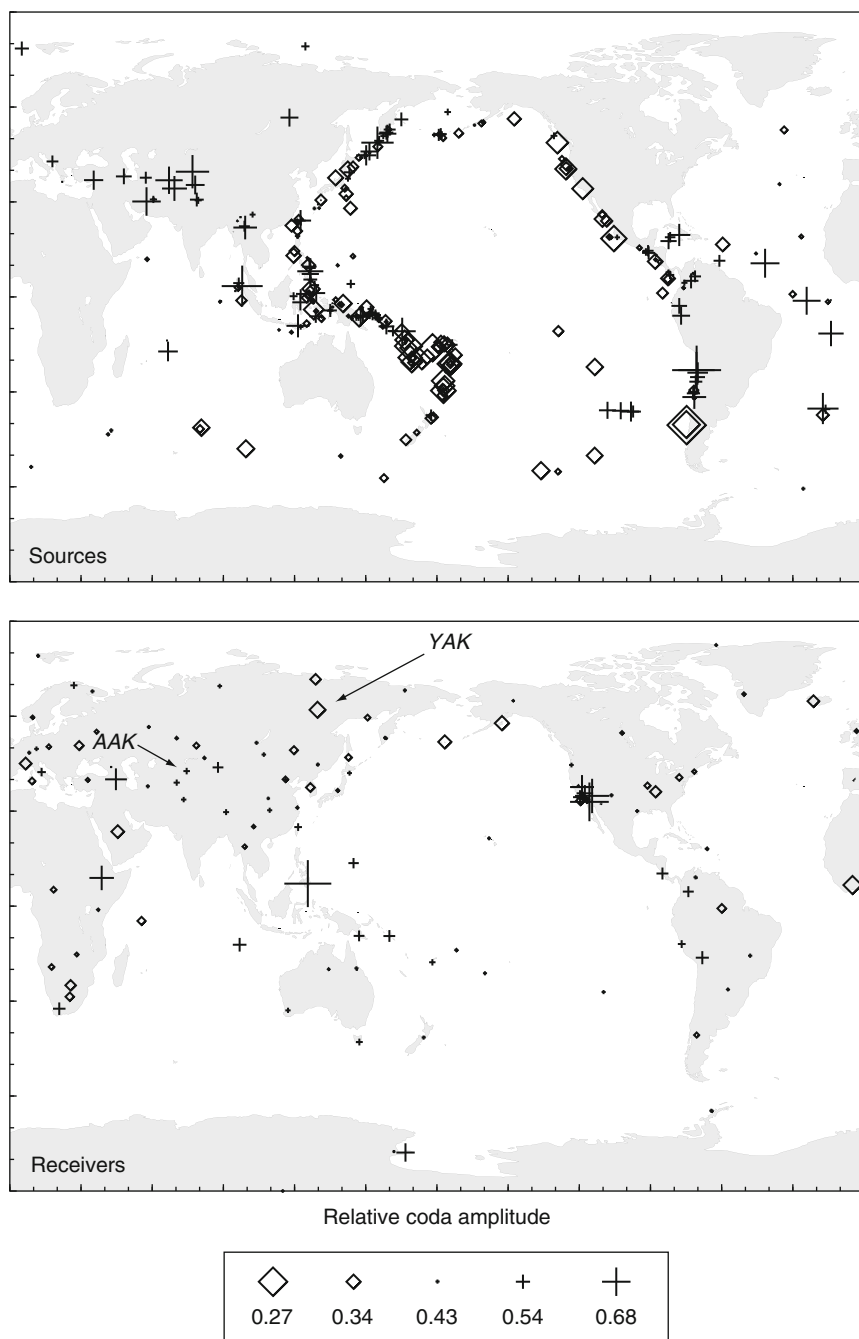 Sources
YAK
AAK
Receivers
Relative coda amplitude
0.27 0.34 0.43 0.54 0.68